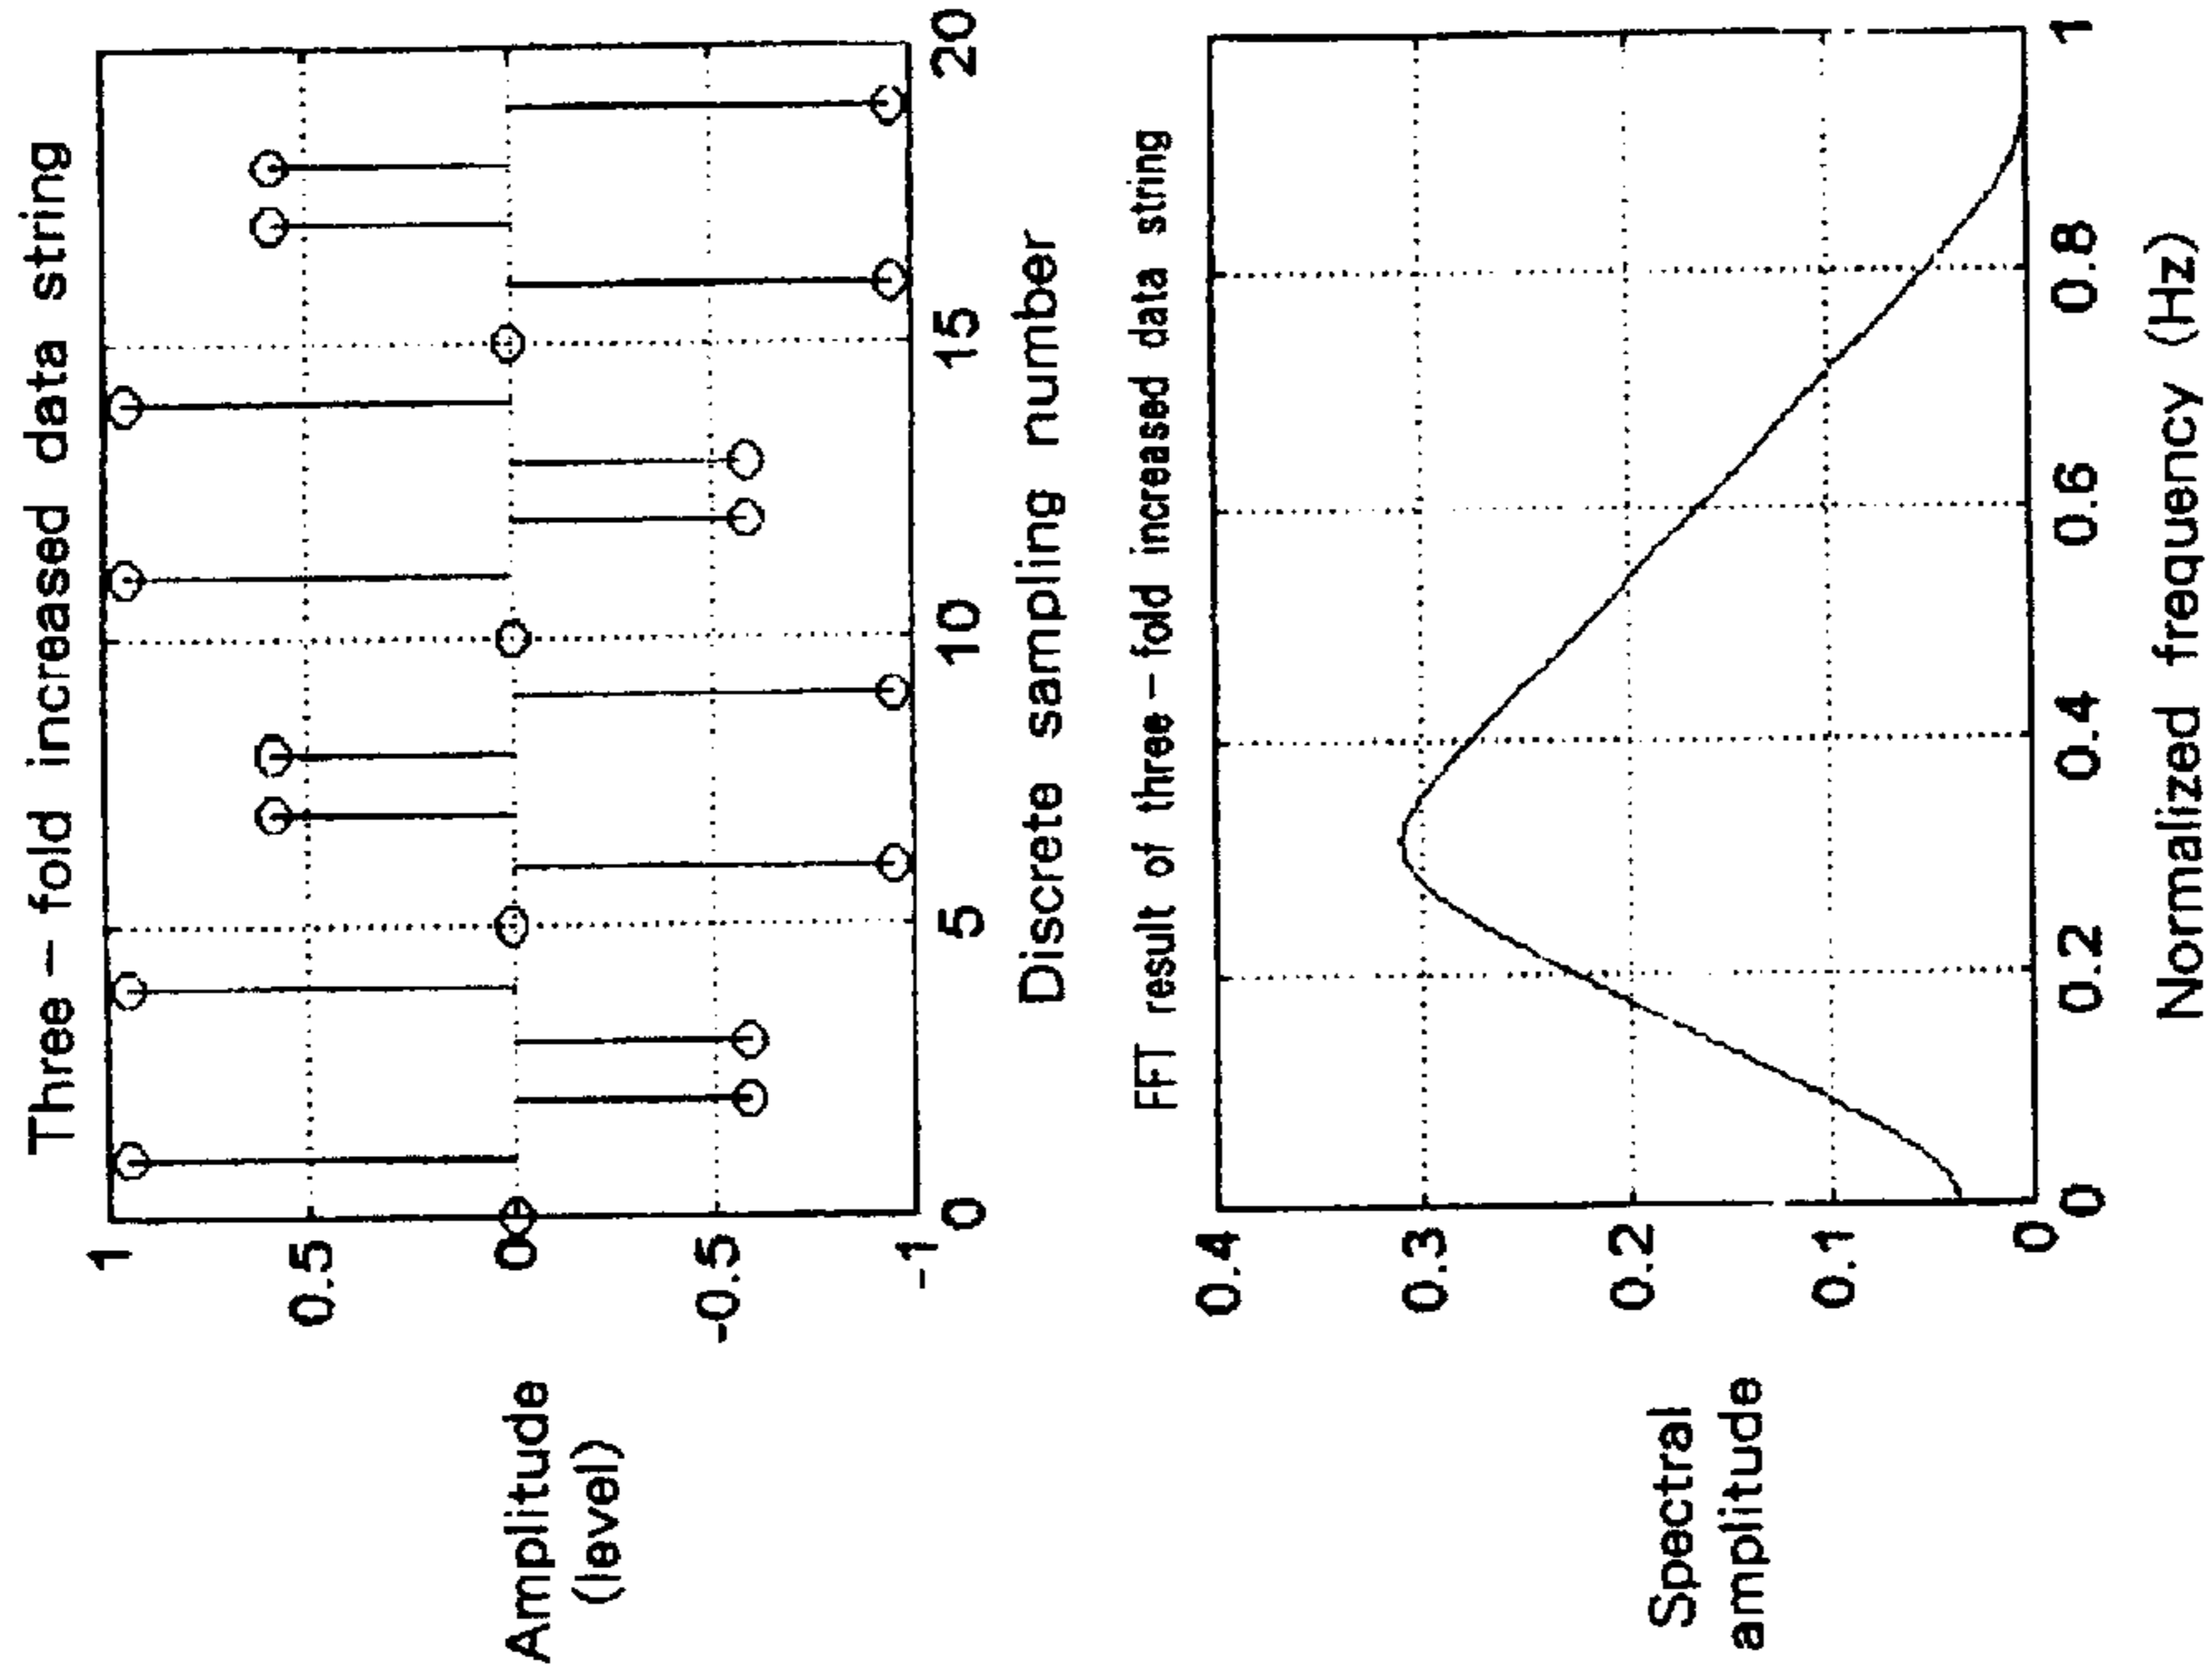 Three-fold increased data string
1
0.5
0
-0.5
-1
Amplitude
(level)
0 5 10 15 20
Discrete sampling number
FFT result of three-fold increased data string
0.4
0.3
0.2
0.1
0
Spectral
amplitude
0 0.2 0.4 0.6 0.8 1
Normalized frequency (Hz)